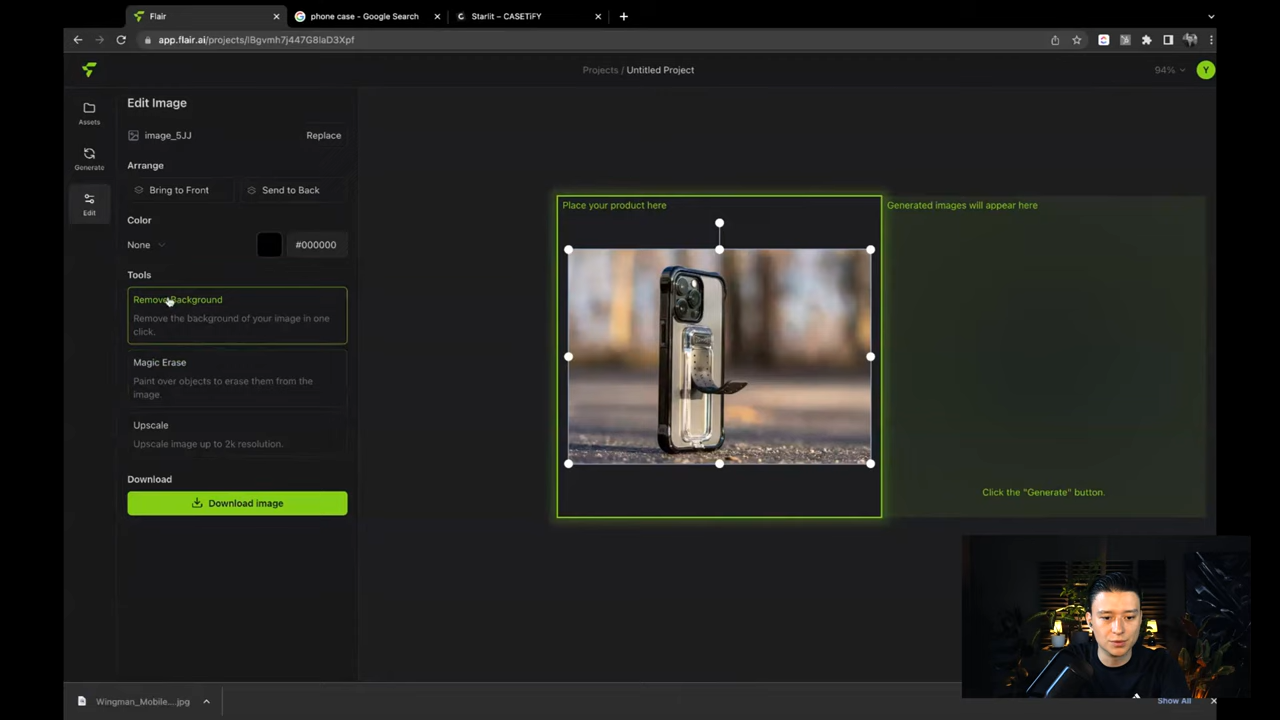 Flair
phone case - Google Search
Starlit – CASETiFY
app.flair.ai/projects/lBgvmh7j447G8laD3Xpf
Projects / Untitled Project
94%
Y
Assets
Generate
Edit
Edit Image
image_5JJ
Replace
Arrange
Bring to Front
Send to Back
Color
None
#000000
Tools
Remove Background
Remove the background of your image in one
click.
Magic Erase
Paint over objects to erase them from the
image.
Upscale
Upscale image up to 2k resolution.
Download
Download image
Place your product here
Generated images will appear here
Click the "Generate" button.
Wingman_Mobile....jpg
Show All